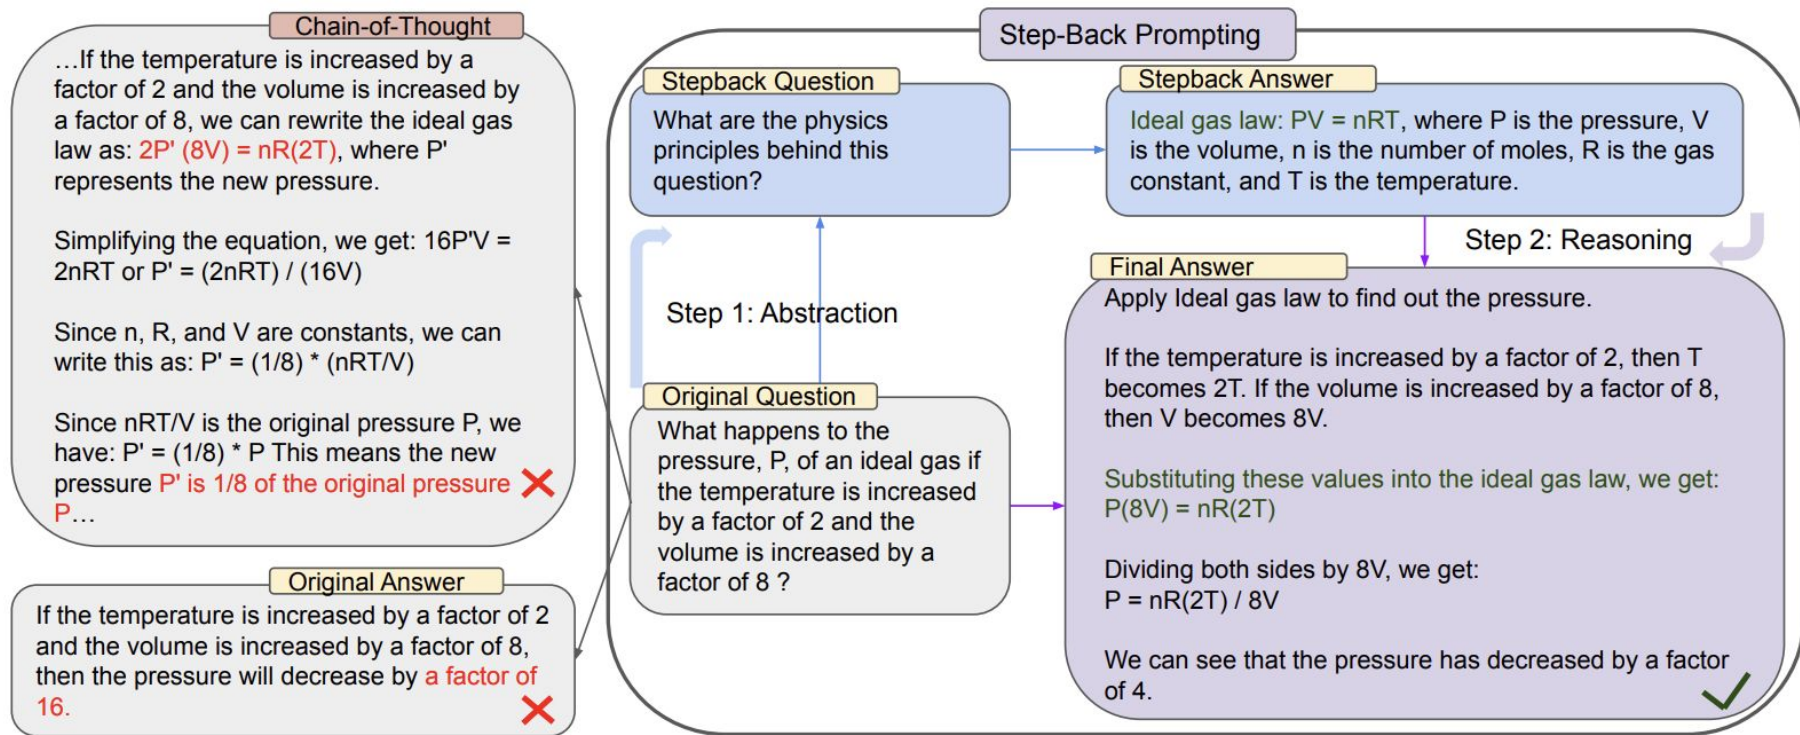 Chain-of-Thought
…If the temperature is increased by a
factor of 2 and the volume is increased by
a factor of 8, we can rewrite the ideal gas
law as: 2P' (8V) = nR(2T), where P'
represents the new pressure.
Simplifying the equation, we get: 16P'V =
2nRT or P' = (2nRT) / (16V)
Since n, R, and V are constants, we can
write this as: P' = (1/8) * (nRT/V)
Since nRT/V is the original pressure P, we
have: P' = (1/8) * P This means the new
pressure P' is 1/8 of the original pressure
P…
Original Answer
If the temperature is increased by a factor of 2
and the volume is increased by a factor of 8,
then the pressure will decrease by a factor of
16.
Step-Back Prompting
Stepback Question
What are the physics
principles behind this
question?
Stepback Answer
Ideal gas law: PV = nRT, where P is the pressure, V
is the volume, n is the number of moles, R is the gas
constant, and T is the temperature.
Step 1: Abstraction
Step 2: Reasoning
Original Question
What happens to the
pressure, P, of an ideal gas if
the temperature is increased
by a factor of 2 and the
volume is increased by a
factor of 8 ?
Final Answer
Apply Ideal gas law to find out the pressure.
If the temperature is increased by a factor of 2, then T
becomes 2T. If the volume is increased by a factor of 8,
then V becomes 8V.
Substituting these values into the ideal gas law, we get:
P(8V) = nR(2T)
Dividing both sides by 8V, we get:
P = nR(2T) / 8V
We can see that the pressure has decreased by a factor
of 4.